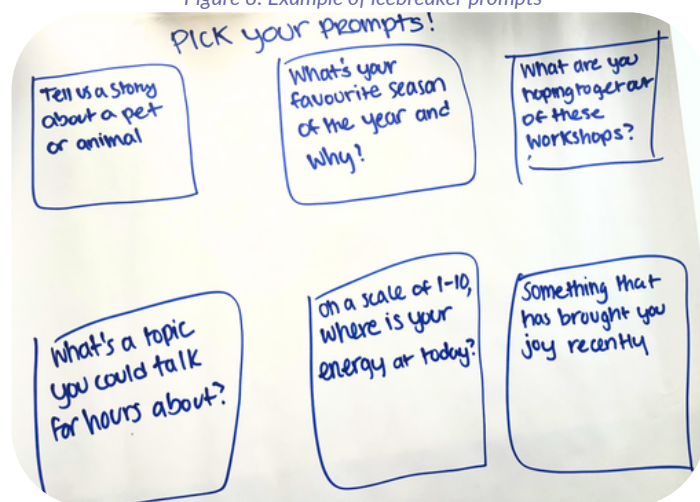 Figure 6: Example of icebreaker prompts
PICK your PROMPTS!
Tell us a Story
about a pet
or animal
What's your
favourite season
of the year and
why?
What are you
hoping to get out
of these
workshops?
What's a topic
you could talk
for hours about?
On a scale of 1-10,
where is your
energy at today?
Something that
has brought you
joy recently